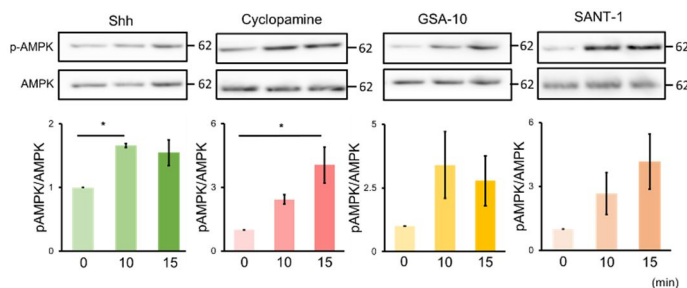 Shh Cyclopamine GSA-10 SANT-1
p-AMPK 62 62 62 62
AMPK 62 62 62 62
pAMPK/AMPK 2 1 0 * 0 10 15
pAMPK/AMPK 6 3 0 * 0 10 15
pAMPK/AMPK 5 2.5 0 0 10 15
pAMPK/AMPK 6 3 0 0 10 15
(min)